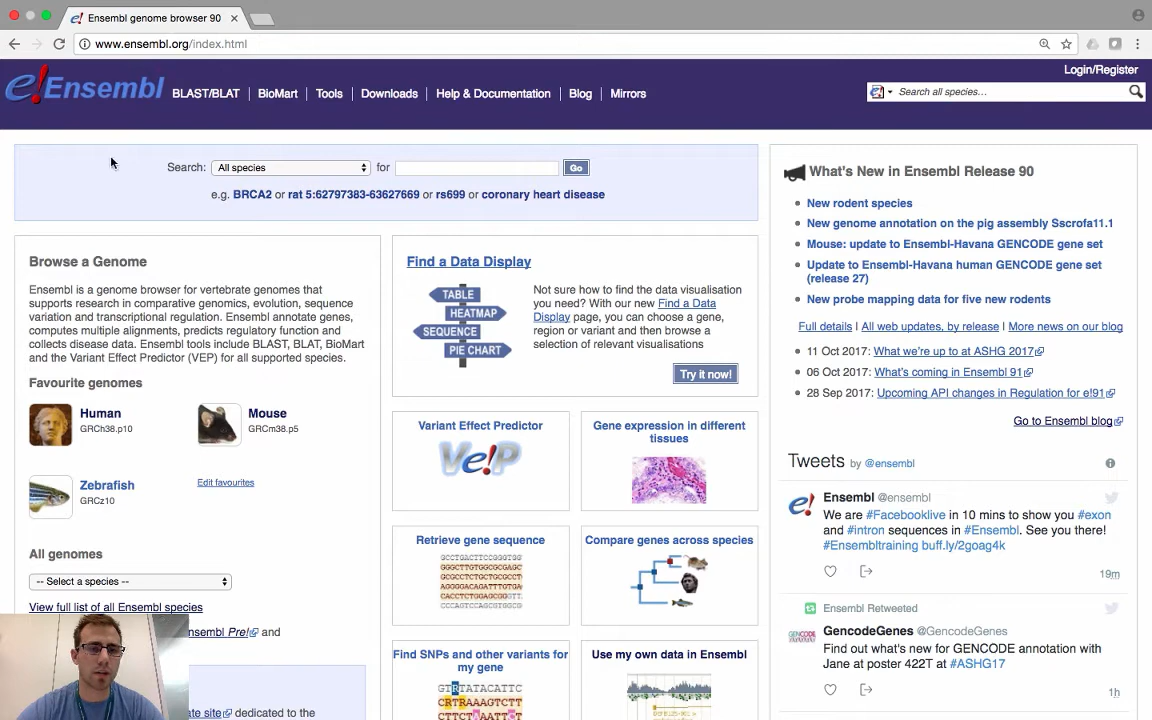 Ensembl genome browser 90
www.ensembl.org/index.html
Login/Register
e!Ensembl BLAST/BLAT | BioMart | Tools | Downloads | Help & Documentation | Blog | Mirrors
Search all species...
Search: All species for Go
e.g. BRCA2 or rat 5:62797383-63627669 or rs699 or coronary heart disease
Browse a Genome
Ensembl is a genome browser for vertebrate genomes that
supports research in comparative genomics, evolution, sequence
variation and transcriptional regulation. Ensembl annotate genes,
computes multiple alignments, predicts regulatory function and
collects disease data. Ensembl tools include BLAST, BLAT, BioMart
and the Variant Effect Predictor (VEP) for all supported species.
Favourite genomes
Human
GRCh38.p10
Mouse
GRCm38.p5
Zebrafish
GRCz10
Edit favourites
All genomes
-- Select a species --
View full list of all Ensembl species
nsembl Pre! and
ate site dedicated to the
Find a Data Display
TABLE
HEATMAP
SEQUENCE
PIE CHART
Not sure how to find the data visualisation
you need? With our new Find a Data
Display page, you can choose a gene,
region or variant and then browse a
selection of relevant visualisations
Try it now!
Variant Effect Predictor
Ve!P
Gene expression in different
tissues
Retrieve gene sequence
Compare genes across species
Find SNPs and other variants for
my gene
Use my own data in Ensembl
What's New in Ensembl Release 90
New rodent species
New genome annotation on the pig assembly Sscrofa11.1
Mouse: update to Ensembl-Havana GENCODE gene set
Update to Ensembl-Havana human GENCODE gene set
(release 27)
New probe mapping data for five new rodents
Full details | All web updates, by release | More news on our blog
11 Oct 2017: What we're up to at ASHG 2017
06 Oct 2017: What's coming in Ensembl 91
28 Sep 2017: Upcoming API changes in Regulation for e!91
Go to Ensembl blog
Tweets by @ensembl
Ensembl @ensembl
We are #Facebooklive in 10 mins to show you #exon
and #intron sequences in #Ensembl. See you there!
#Ensembltraining buff.ly/2goag4k
19m
Ensembl Retweeted
GencodeGenes @GencodeGenes
Find out what's new for GENCODE annotation with
Jane at poster 422T at #ASHG17
1h